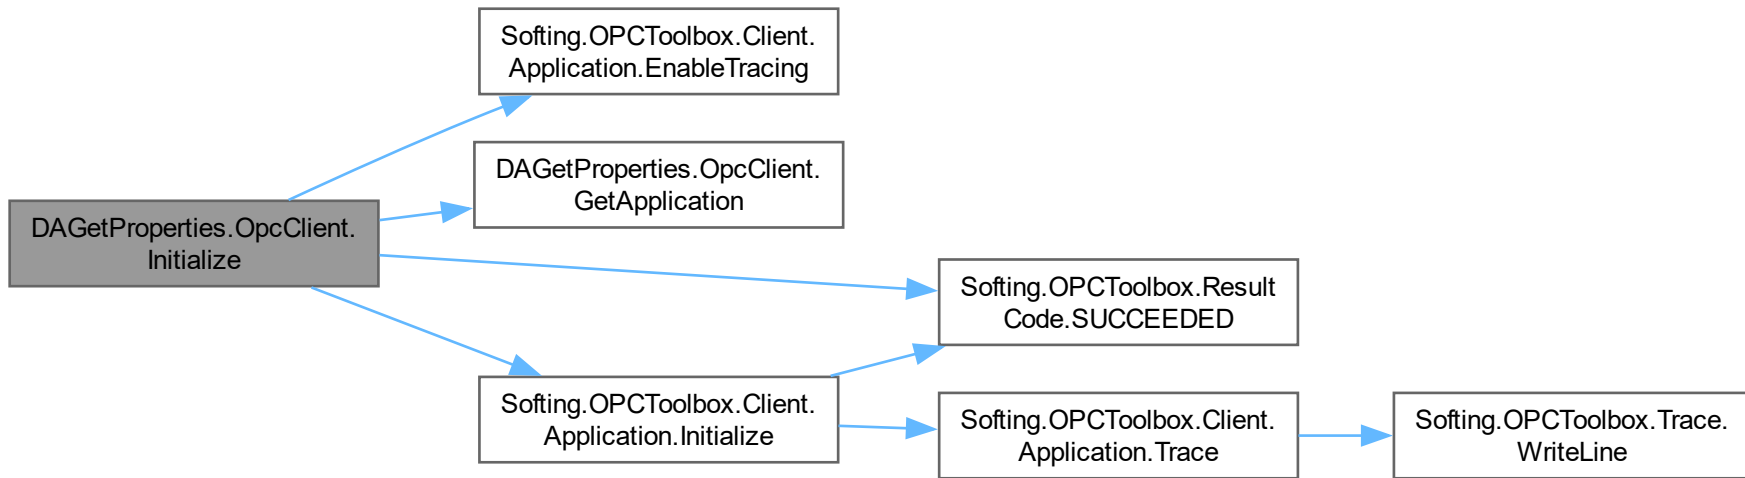 Softing.OPCToolbox.Client.
Application.EnableTracing
DAGetProperties.OpcClient.
GetApplication
DAGetProperties.OpcClient.
Initialize
Softing.OPCToolbox.Result
Code.SUCCEEDED
Softing.OPCToolbox.Client.
Application.Initialize
Softing.OPCToolbox.Client.
Application.Trace
Softing.OPCToolbox.Trace.
WriteLine